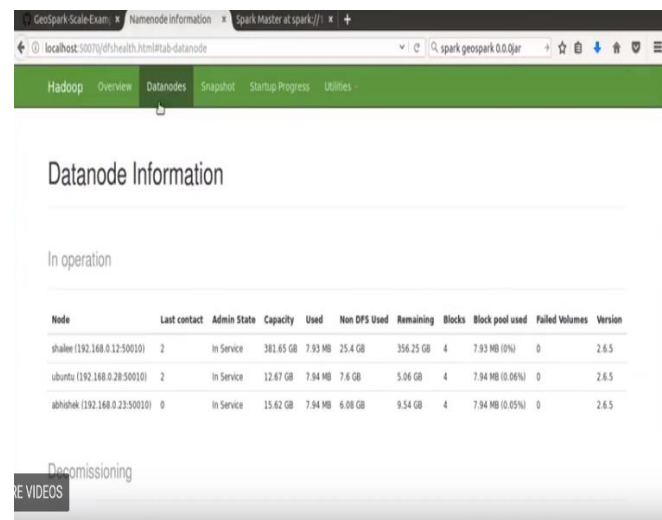 GeoSpark-Scale-Exam Namenode information Spark Master at spark://
localhost:50070/dfshealth.html#tab-datanode spark geospark 0.0.0jar
Hadoop Overview Datanodes Snapshot Startup Progress Utilities
Datanode Information
In operation
Node Last contact Admin State Capacity Used Non DFS Used Remaining Blocks Block pool used Failed Volumes Version
shailee (192.168.0.12:50010) 2 In Service 381.65 GB 7.93 MB 25.4 GB 356.25 GB 4 7.93 MB (0%) 0 2.6.5
ubuntu (192.168.0.28:50010) 2 In Service 12.67 GB 7.94 MB 7.6 GB 5.06 GB 4 7.94 MB (0.06%) 0 2.6.5
abhishek (192.168.0.23:50010) 0 In Service 15.62 GB 7.94 MB 6.08 GB 9.54 GB 4 7.94 MB (0.05%) 0 2.6.5
Decomissioning
RE VIDEOS